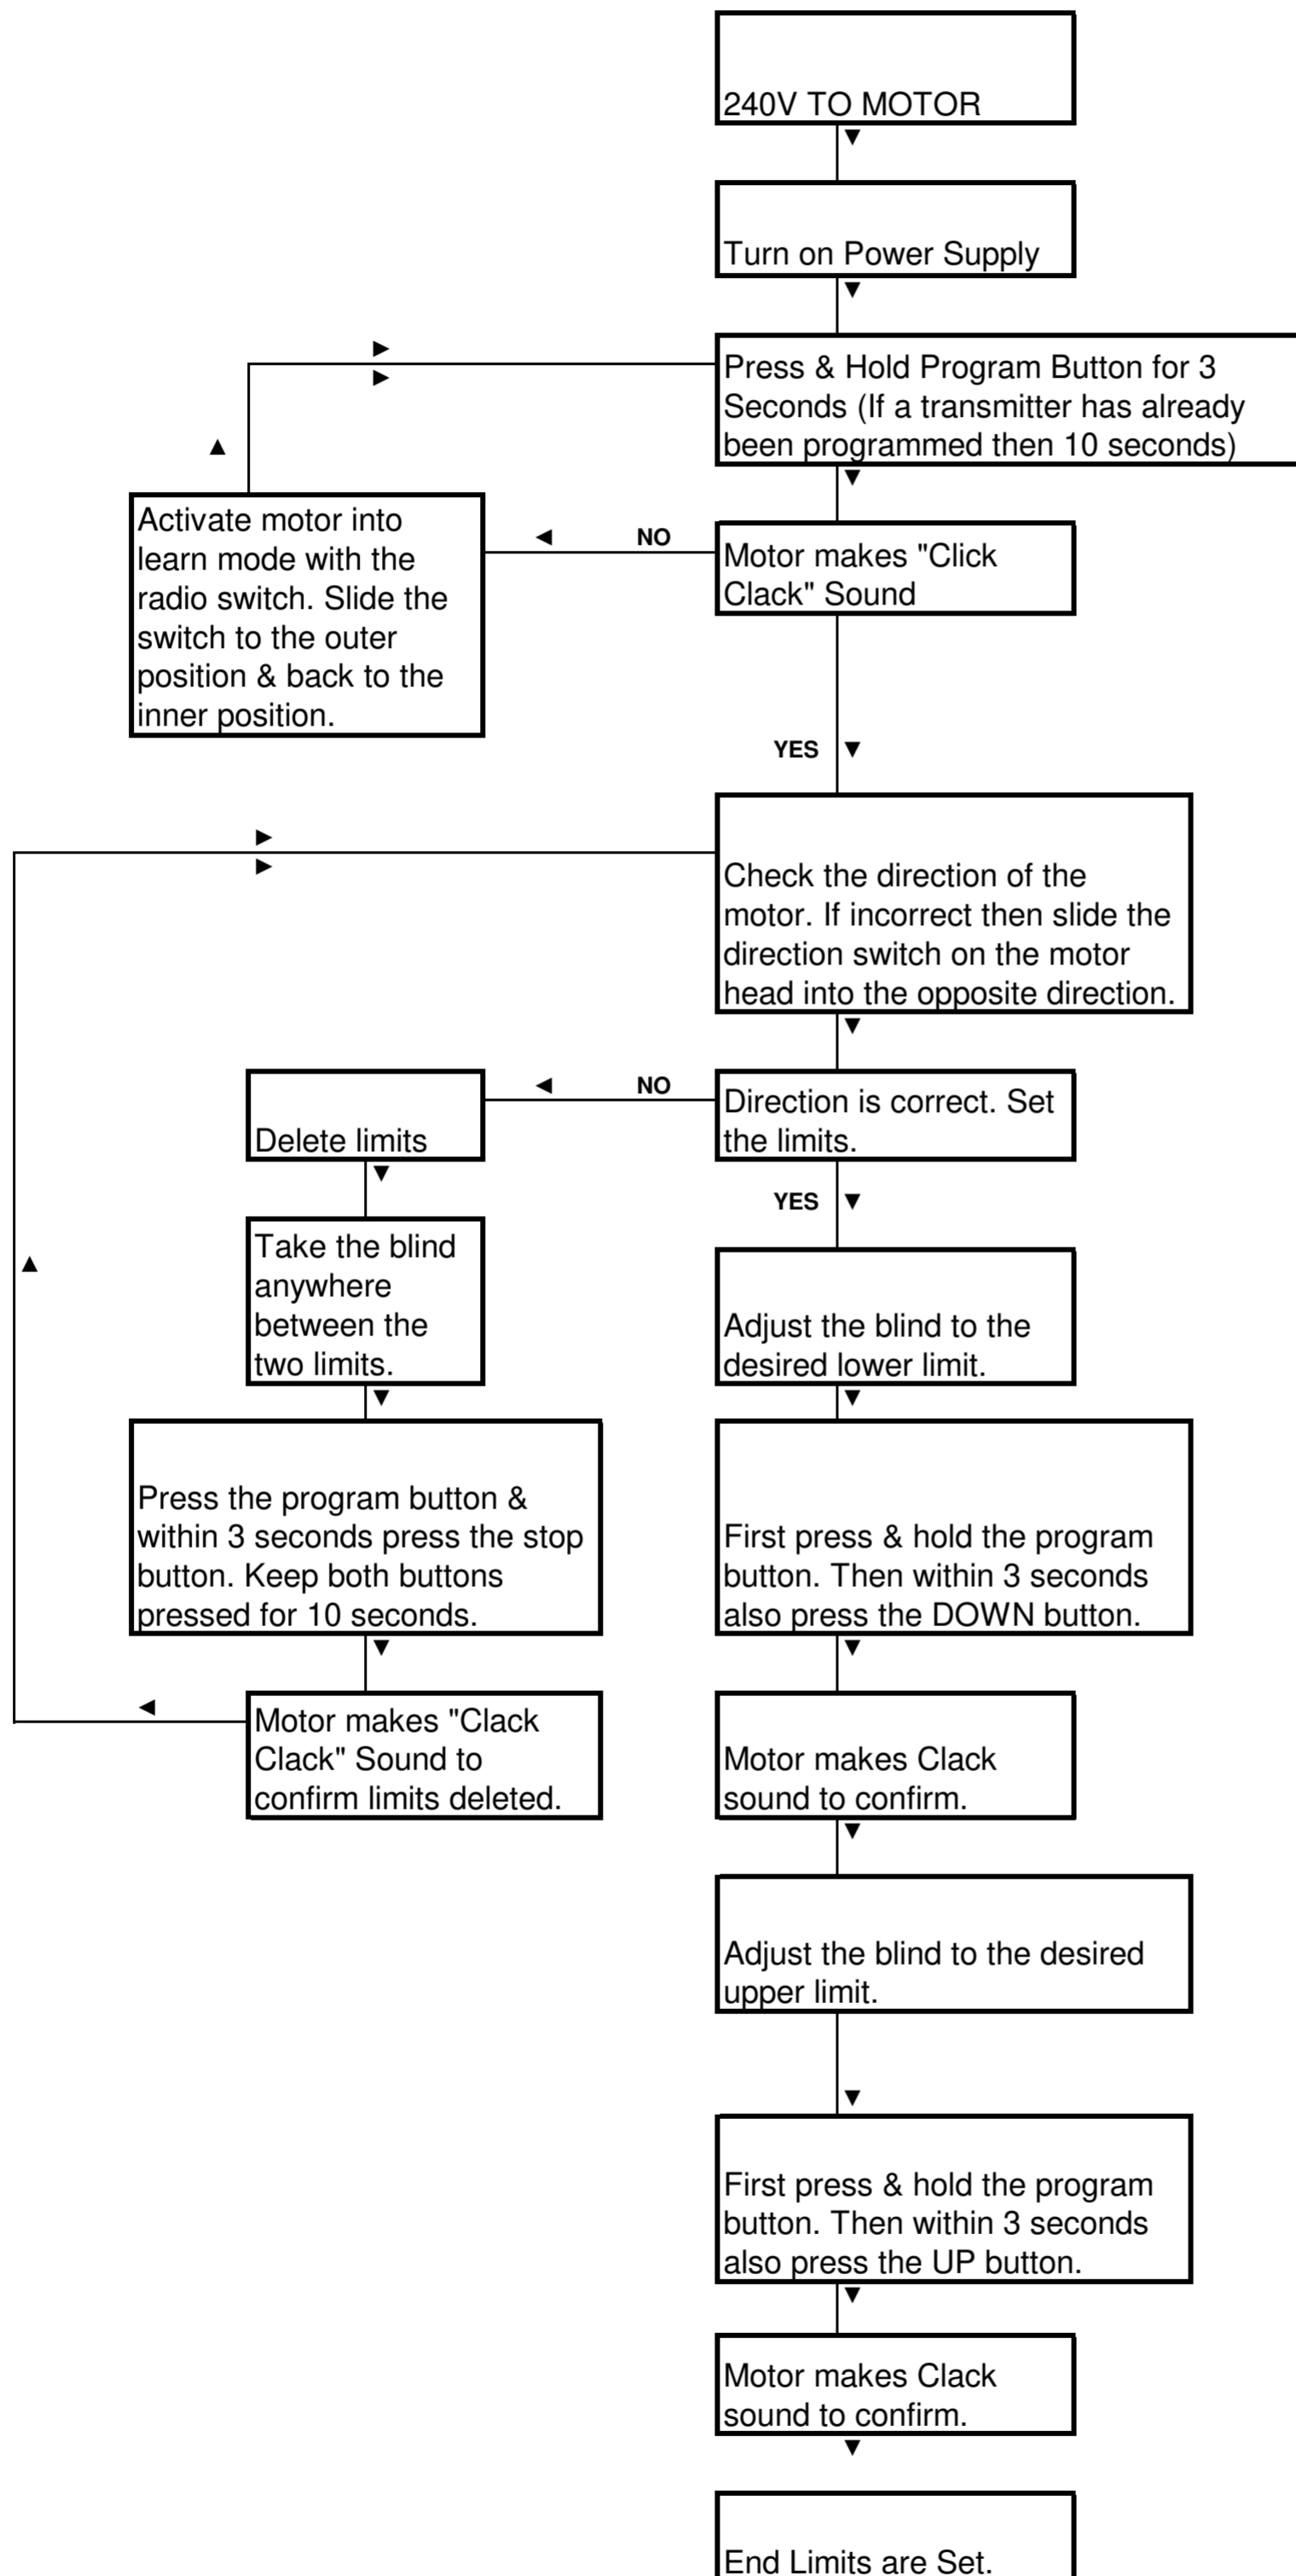 240V TO MOTOR
Turn on Power Supply
Press & Hold Program Button for 3
Seconds (If a transmitter has already
been programmed then 10 seconds)
Activate motor into
learn mode with the
radio switch. Slide the
switch to the outer
position & back to the
inner position.
NO
Motor makes "Click
Clack" Sound
YES
Check the direction of the
motor. If incorrect then slide the
direction switch on the motor
head into the opposite direction.
Delete limits
NO
Direction is correct. Set
the limits.
YES
Take the blind
anywhere
between the
two limits.
Adjust the blind to the
desired lower limit.
Press the program button &
within 3 seconds press the stop
button. Keep both buttons
pressed for 10 seconds.
First press & hold the program
button. Then within 3 seconds
also press the DOWN button.
Motor makes "Clack
Clack" Sound to
confirm limits deleted.
Motor makes Clack
sound to confirm.
Adjust the blind to the desired
upper limit.
First press & hold the program
button. Then within 3 seconds
also press the UP button.
Motor makes Clack
sound to confirm.
End Limits are Set.